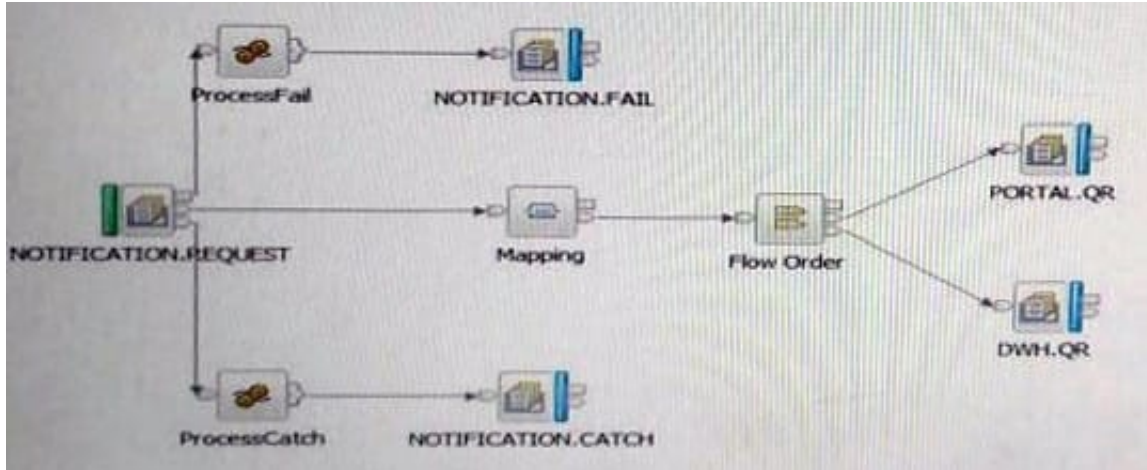 ProcessFail
NOTIFICATION.FAIL
PORTAL.QR
NOTIFICATION.REQUEST
Mapping
Flow Order
DWH.QR
ProcessCatch
NOTIFICATION.CATCH